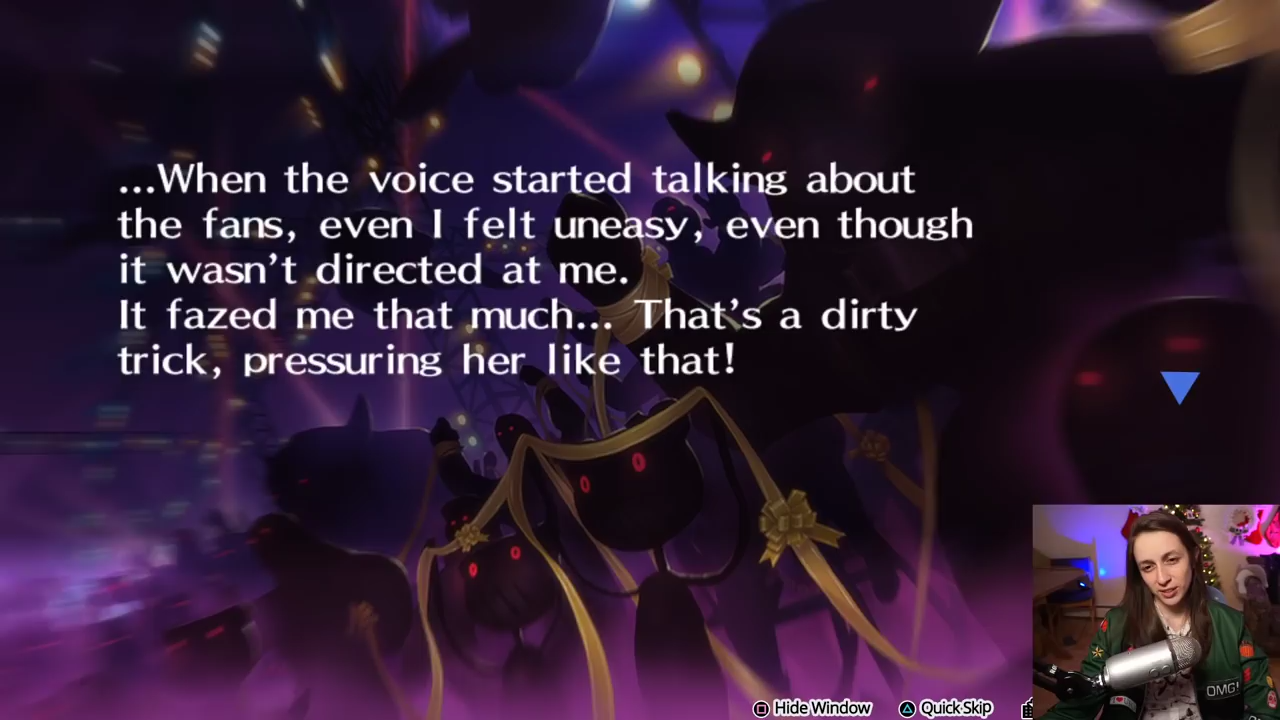 ...When the voice started talking about
the fans, even I felt uneasy, even though
it wasn't directed at me.
It fazed me that much... That's a dirty
trick, pressuring her like that!
Hide Window
Quick Skip
OMG!